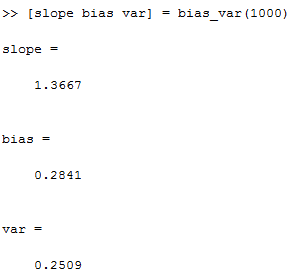 >> [slope bias var] = bias_var(1000)
slope =
1.3667
bias =
0.2841
var =
0.2509